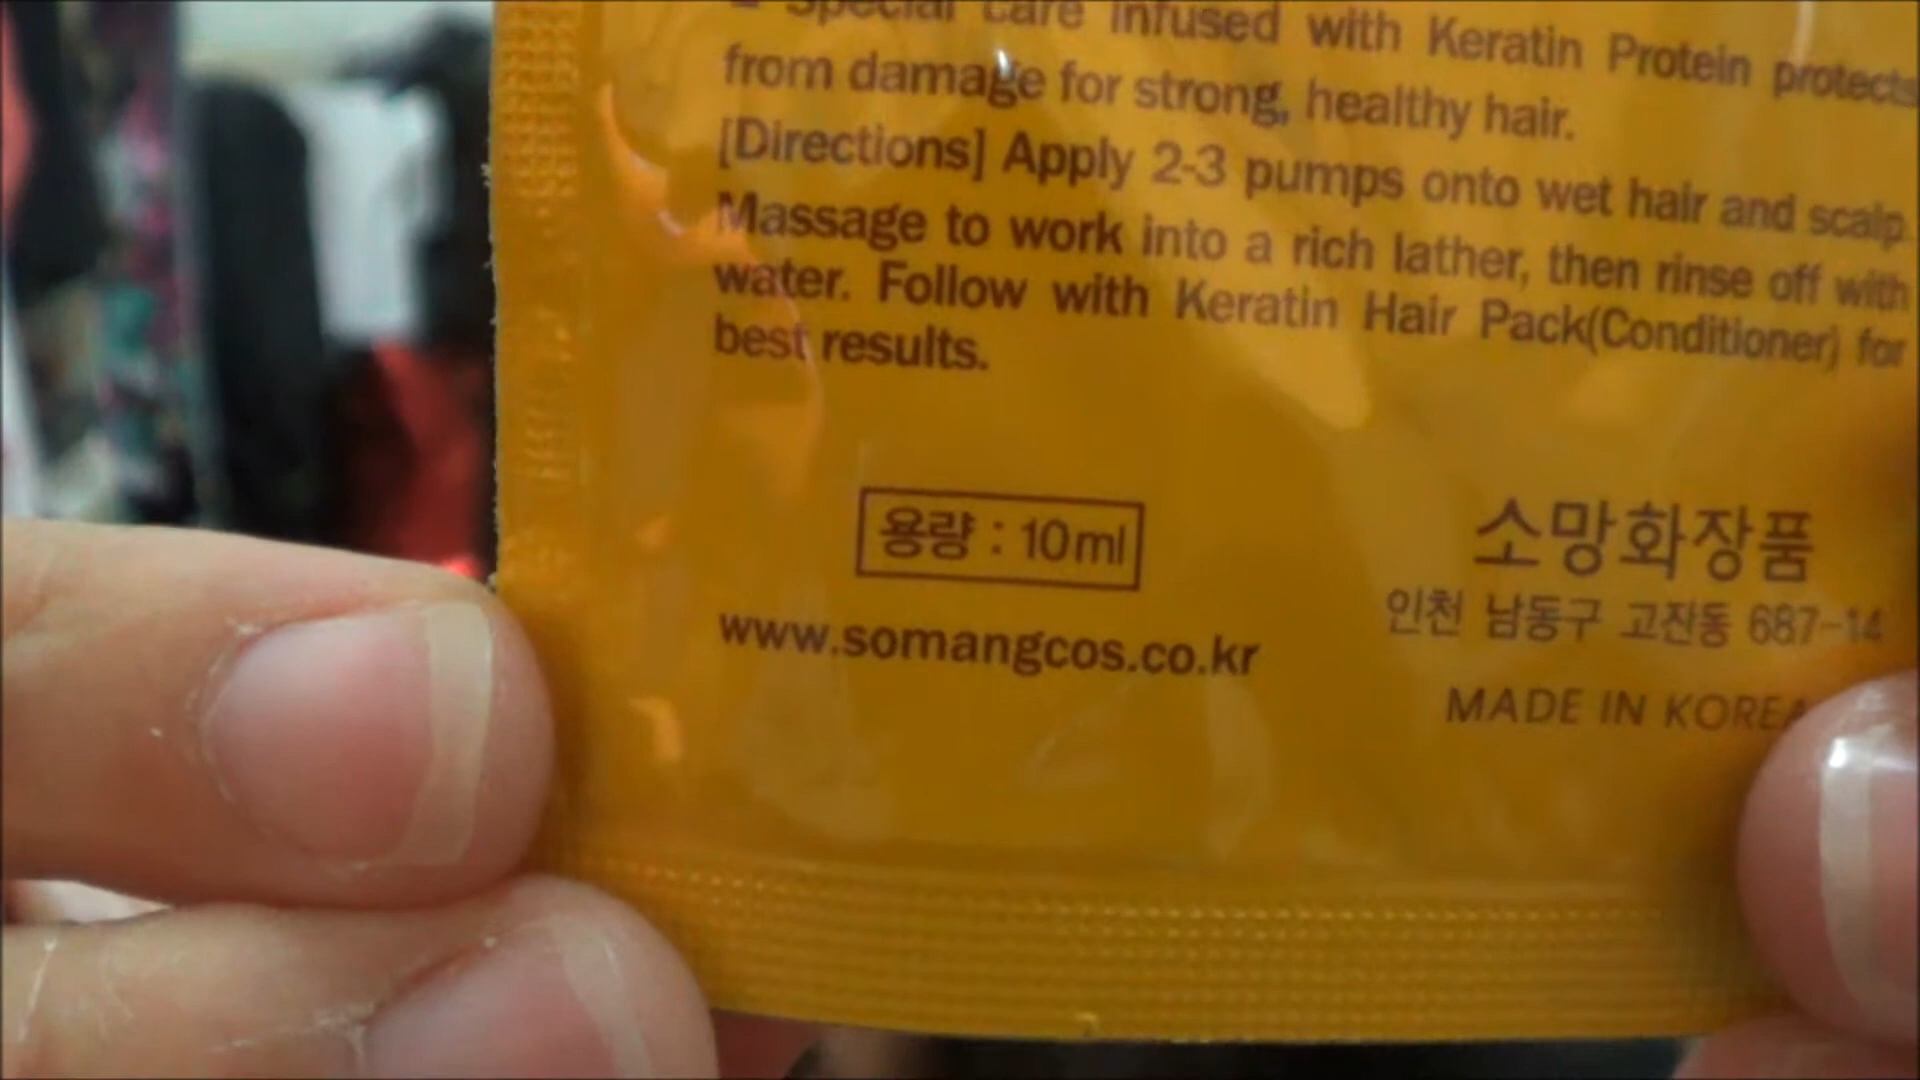 Special care infused with Keratin Protein protects
from damage for strong, healthy hair.
[Directions] Apply 2-3 pumps onto wet hair and scalp.
Massage to work into a rich lather, then rinse off with
water. Follow with Keratin Hair Pack(Conditioner) for
best results.
용량 : 10ml
소망화장품
인천 남동구 고잔동 687-14
www.somangcos.co.kr
MADE IN KOREA